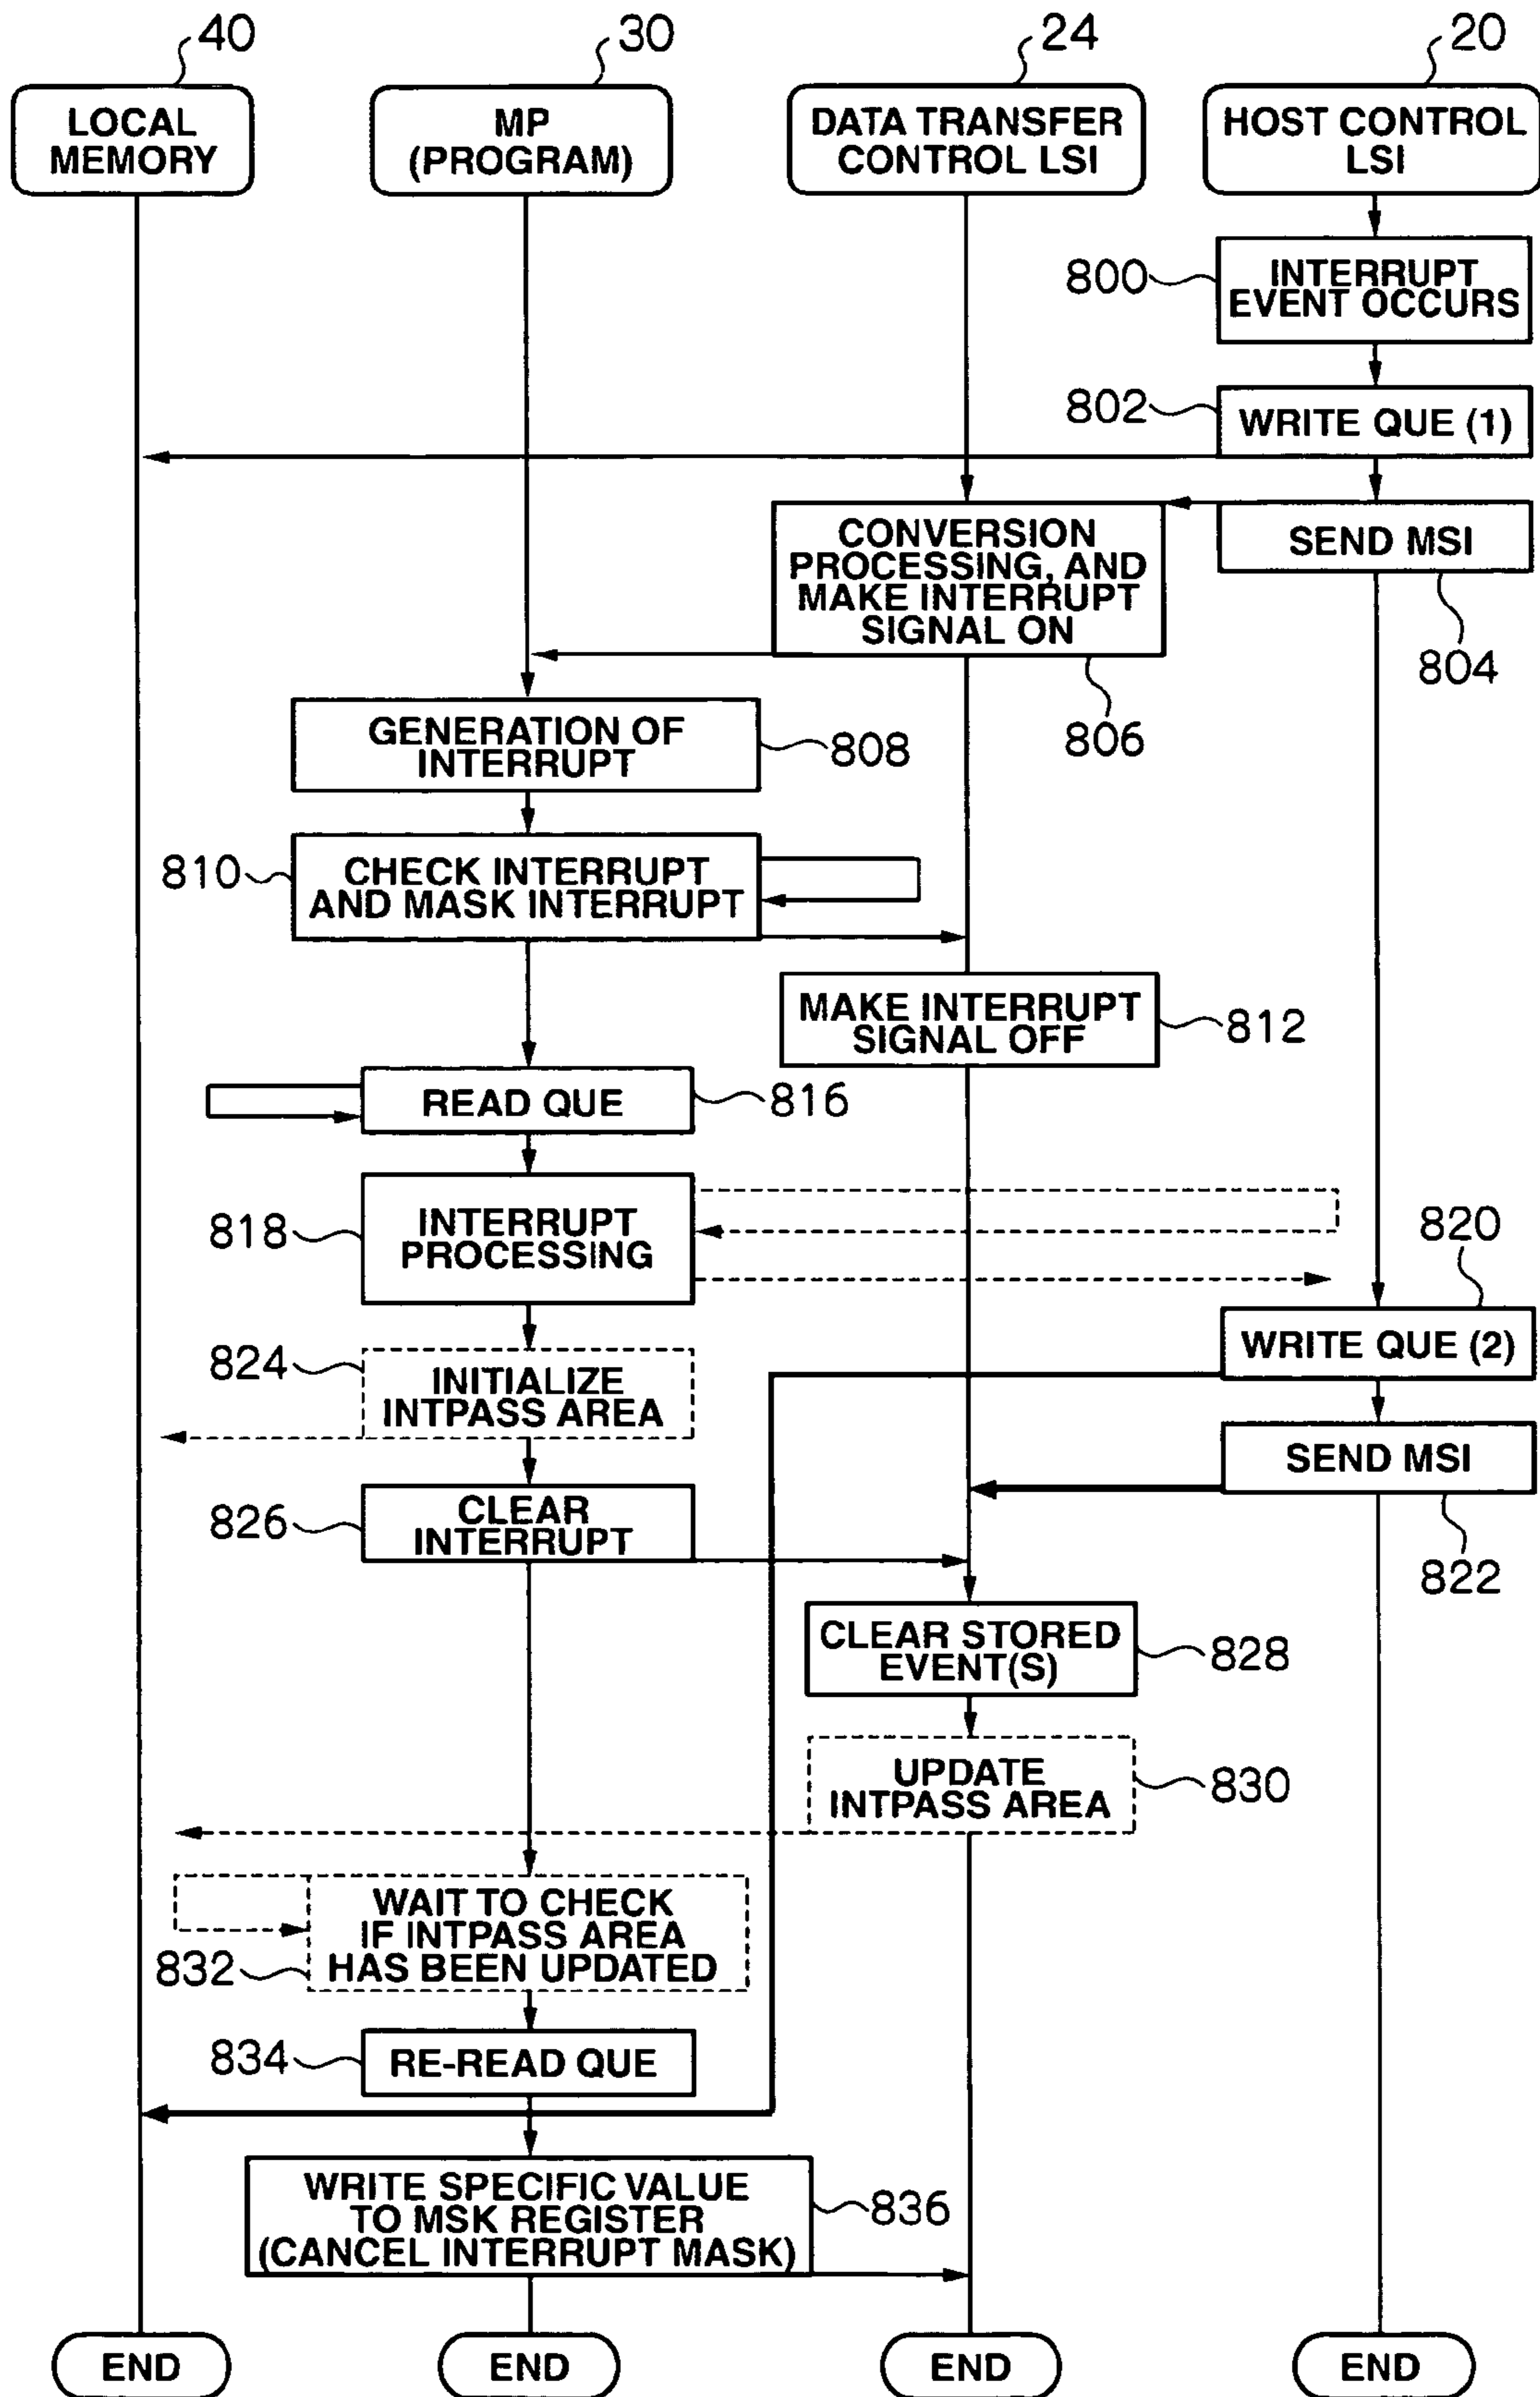 40
30
24
20
LOCAL
MEMORY
MP
(PROGRAM)
DATA TRANSFER
CONTROL LSI
HOST CONTROL
LSI
800
INTERRUPT
EVENT OCCURS
802
WRITE QUE (1)
CONVERSION
PROCESSING, AND
MAKE INTERRUPT
SIGNAL ON
SEND MSI
804
806
GENERATION OF
INTERRUPT
808
810
CHECK INTERRUPT
AND MASK INTERRUPT
MAKE INTERRUPT
SIGNAL OFF
812
READ QUE
816
818
INTERRUPT
PROCESSING
820
WRITE QUE (2)
824
INITIALIZE
INTPASS AREA
SEND MSI
822
826
CLEAR
INTERRUPT
CLEAR STORED
EVENT(S)
828
UPDATE
INTPASS AREA
830
WAIT TO CHECK
IF INTPASS AREA
HAS BEEN UPDATED
832
834
RE-READ QUE
WRITE SPECIFIC VALUE
TO MSK REGISTER
(CANCEL INTERRUPT MASK)
836
END
END
END
END